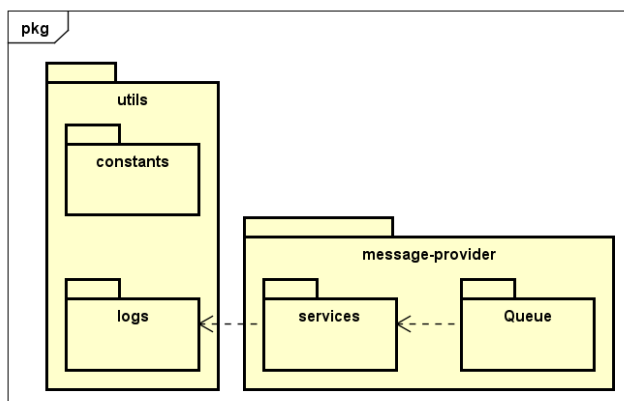 pkg
utils
constants
message-provider
logs
services
Queue